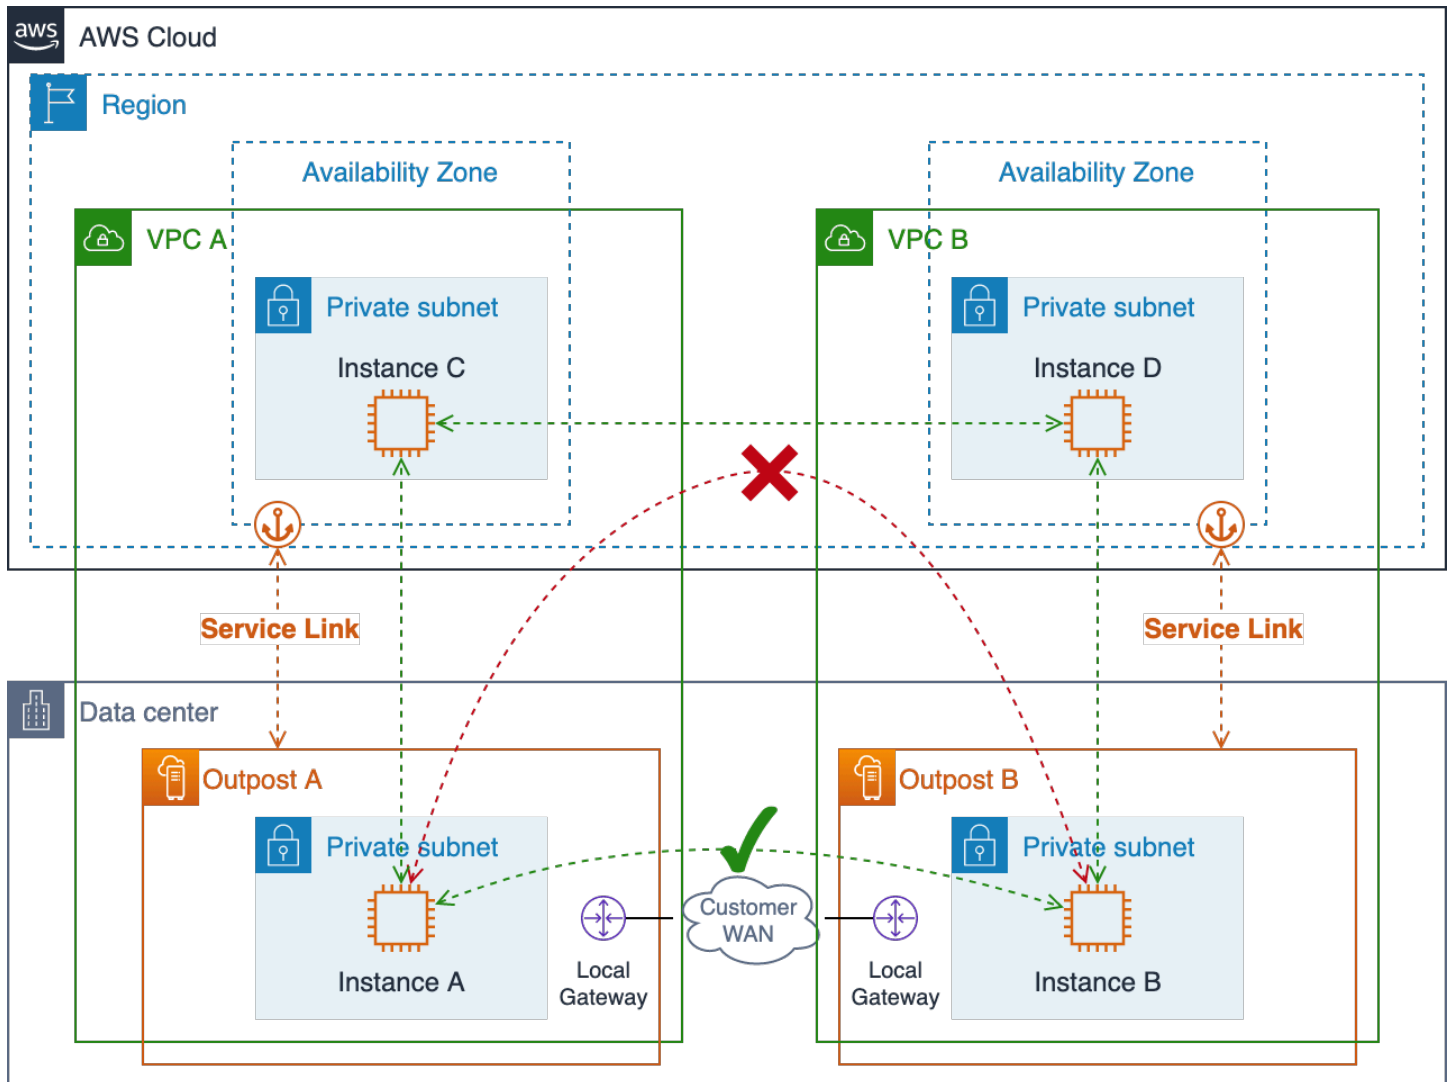 aws
AWS Cloud
Region
Availability Zone
Availability Zone
VPC A
VPC B
Private subnet
Private subnet
Instance C
Instance D
Service Link
Service Link
Data center
Outpost A
Outpost B
Private subnet
Private subnet
Customer
WAN
Instance A
Local
Gateway
Local
Gateway
Instance B